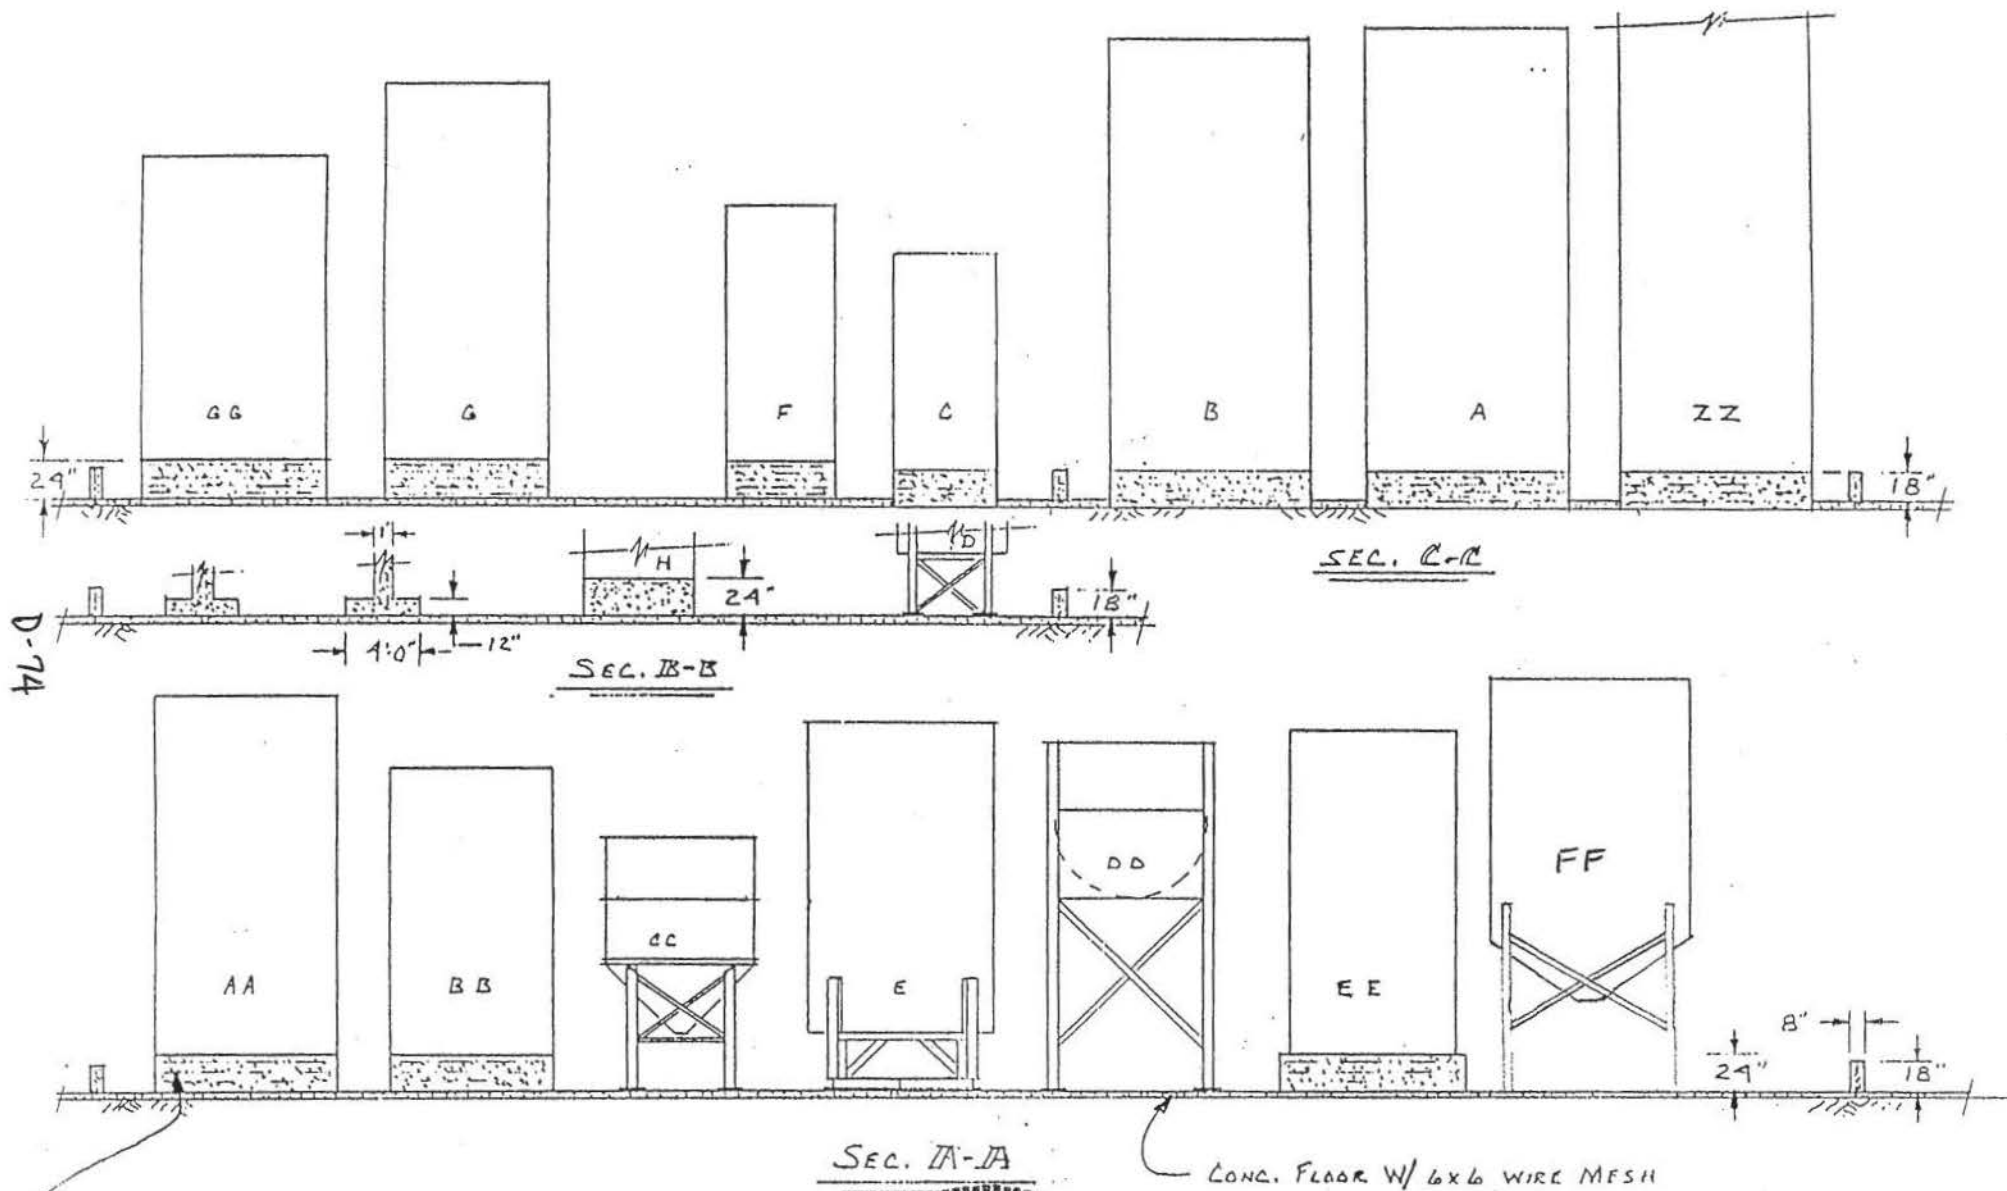 GG
G
F
C
B
A
ZZ
24"
18"
1'
H
H
D
24"
18"
SEC. C-C
4'0"
12"
SEC. B-B
D-74
AA
BB
CC
E
DD
EE
FF
8"
24"
18"
SEC. A-A
CONC. FLOOR W/ 6x6 WIRE MESH